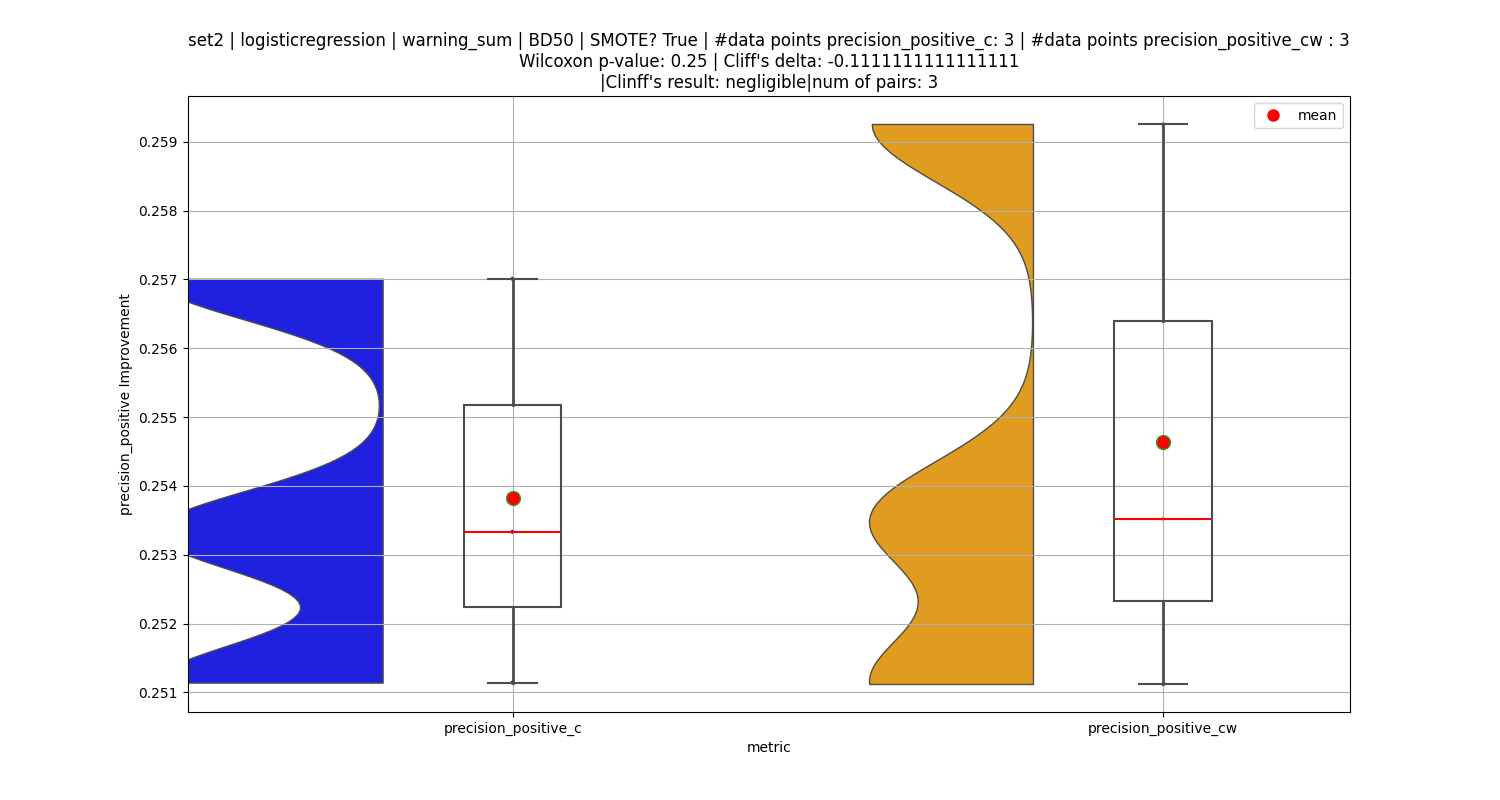 set2 | logisticregression | warning_sum | BD50 | SMOTE? True | #data points precision_positive_c: 3 | #data points precision_positive_cw : 3
Wilcoxon p-value: 0.25 | Cliff's delta: -0.1111111111111111
|Clinff's result: negligible|num of pairs: 3
mean
0.259
0.258
0.257
0.256
0.255
0.254
0.253
0.252
0.251
precision_positive Improvement
precision_positive_c
precision_positive_cw
metric